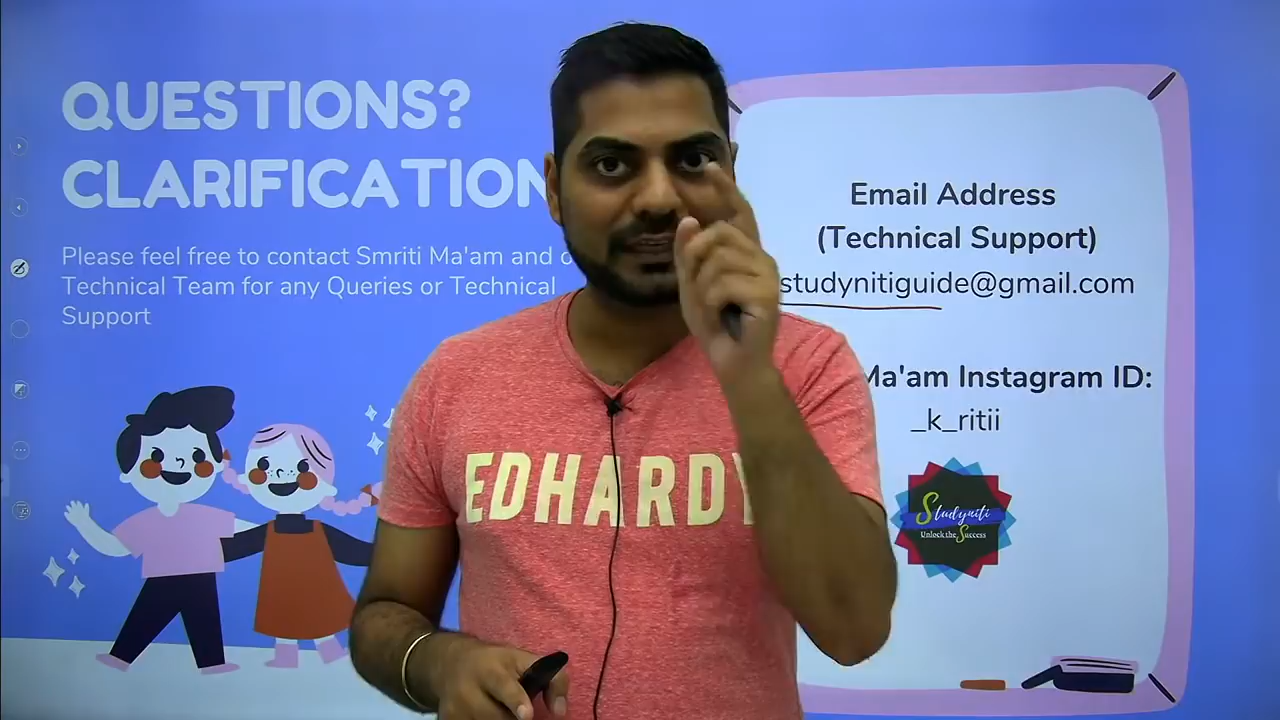 QUESTIONS?
CLARIFICATION
Please feel free to contact Smriti Ma'am and
Technical Team for any Queries or Technical
Support
Email Address
(Technical Support)
studynitiguide@gmail.com
Ma'am Instagram ID:
_k_ritii
Studyniti
Unlock the Success
EDHARDY